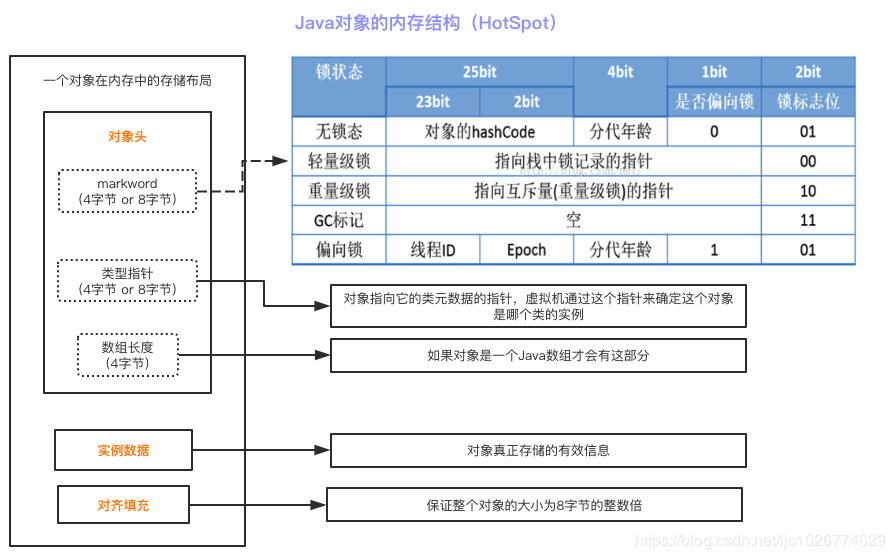 Java对象的内存结构（HotSpot）
一个对象在内存中的存储布局
对象头
markword
（4字节 or 8字节）
类型指针
（4字节 or 8字节）
数组长度
（4字节）
实例数据
对齐填充
锁状态 25bit 4bit 1bit 2bit
23bit 2bit 是否偏向锁 锁标志位
无锁态 对象的hashCode 分代年龄 0 01
轻量级锁 指向栈中锁记录的指针 00
http://blog.csdn.net/
重量级锁 指向互斥量(重量级锁)的指针 10
GC标记 空 11
偏向锁 线程ID Epoch 分代年龄 1 01
对象指向它的类元数据的指针，虚拟机通过这个指针来确定这个对象
是哪个类的实例
如果对象是一个Java数组才会有这部分
对象真正存储的有效信息
保证整个对象的大小为8字节的整数倍
https://blog.csdn.net/ljc1026774829